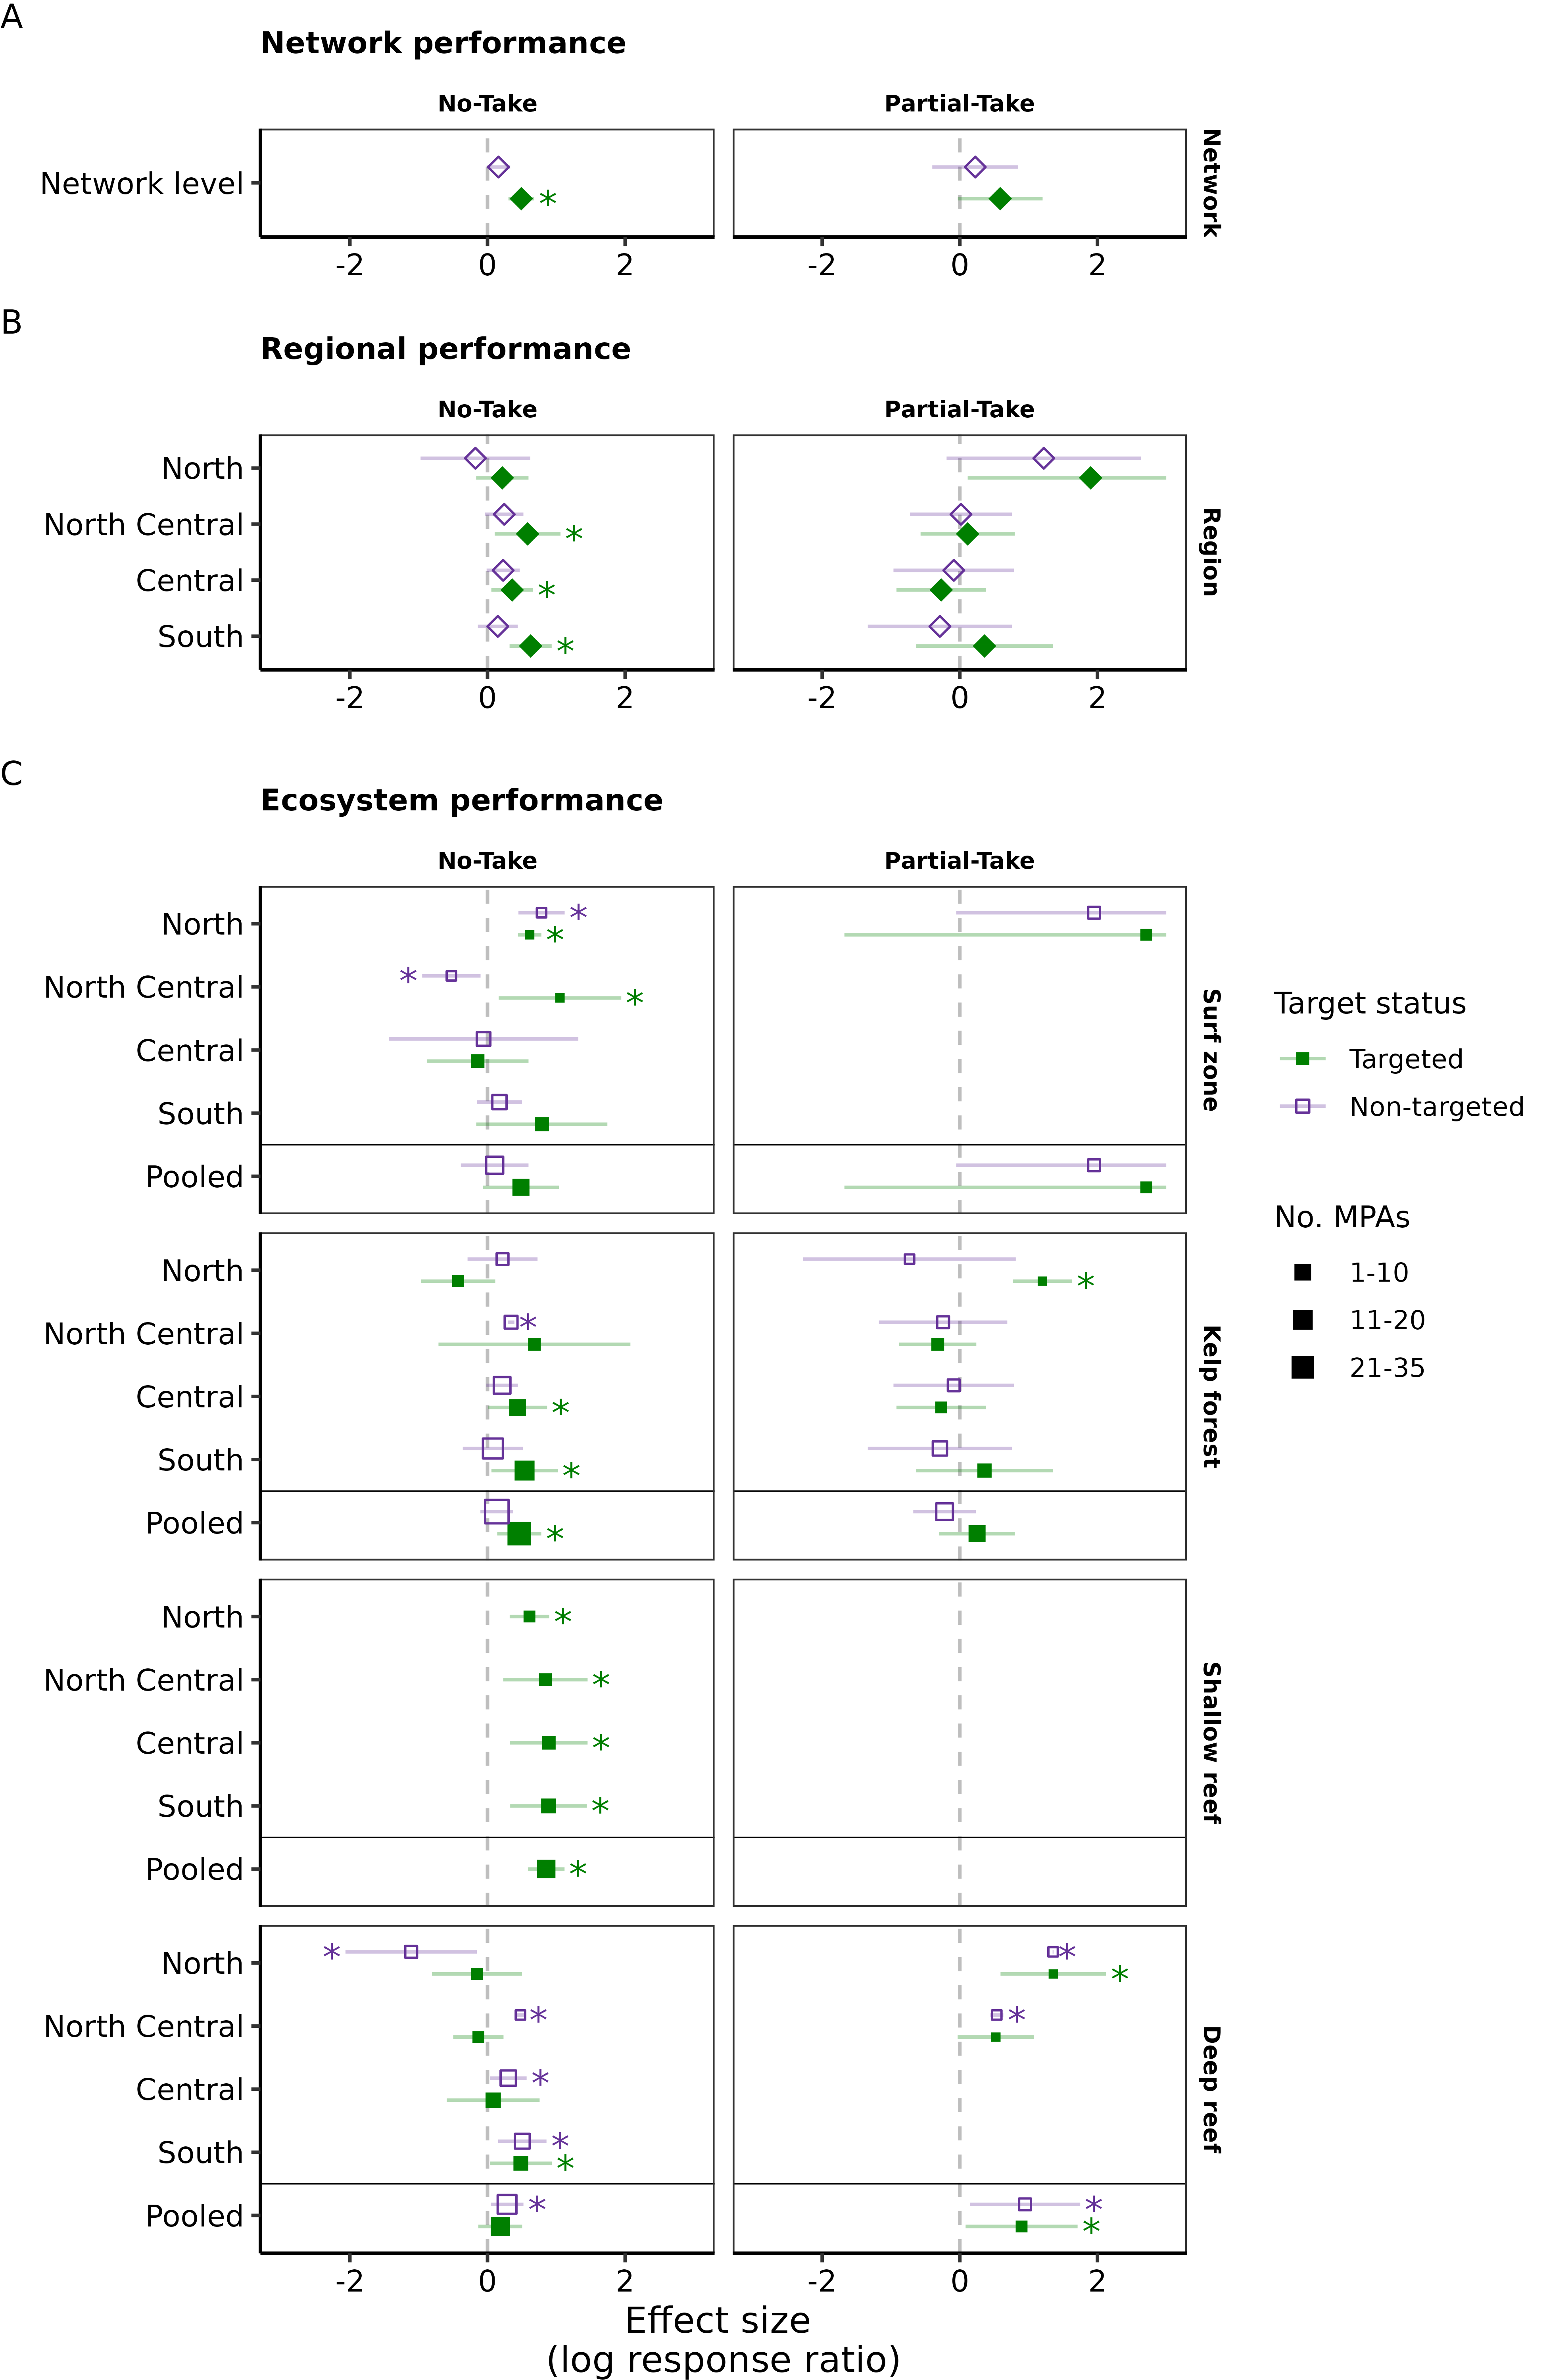 A
Network performance
No-Take
Partial-Take
Network level
*
Network
-2 0 2
-2 0 2
B
Regional performance
No-Take
Partial-Take
North
North Central
*
Central
*
South
*
Region
-2 0 2
-2 0 2
C
Ecosystem performance
No-Take
Partial-Take
North
*
*
North Central
*
*
Central
South
Pooled
Surf zone
North
*
North Central
*
Central
*
South
*
Pooled
*
Kelp forest
North
*
North Central
*
Central
*
South
*
Pooled
*
Shallow reef
North
*
*
*
North Central
*
*
Central
*
South
*
*
Pooled
*
*
*
Deep reef
-2 0 2
-2 0 2
Effect size
(log response ratio)
Target status
Targeted
Non-targeted
No. MPAs
1-10
11-20
21-35